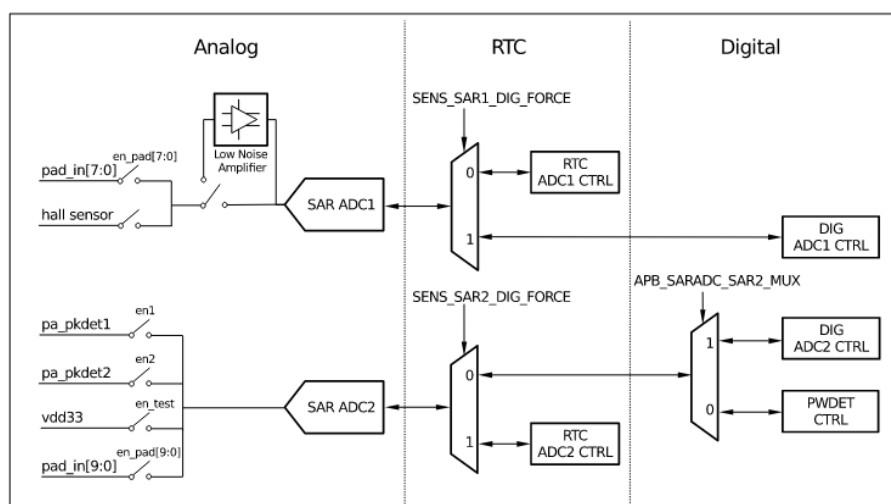 Analog
RTC
Digital
SENS_SAR1_DIG_FORCE
Low Noise
Amplifier
en_pad[7:0]
pad_in[7:0]
hall sensor
SAR ADC1
0
1
RTC
ADC1 CTRL
DIG
ADC1 CTRL
APB_SARADC_SAR2_MUX
SENS_SAR2_DIG_FORCE
en1
pa_pkdet1
en2
pa_pkdet2
en_test
vdd33
en_pad[9:0]
pad_in[9:0]
SAR ADC2
0
1
RTC
ADC2 CTRL
1
0
DIG
ADC2 CTRL
PWDET
CTRL